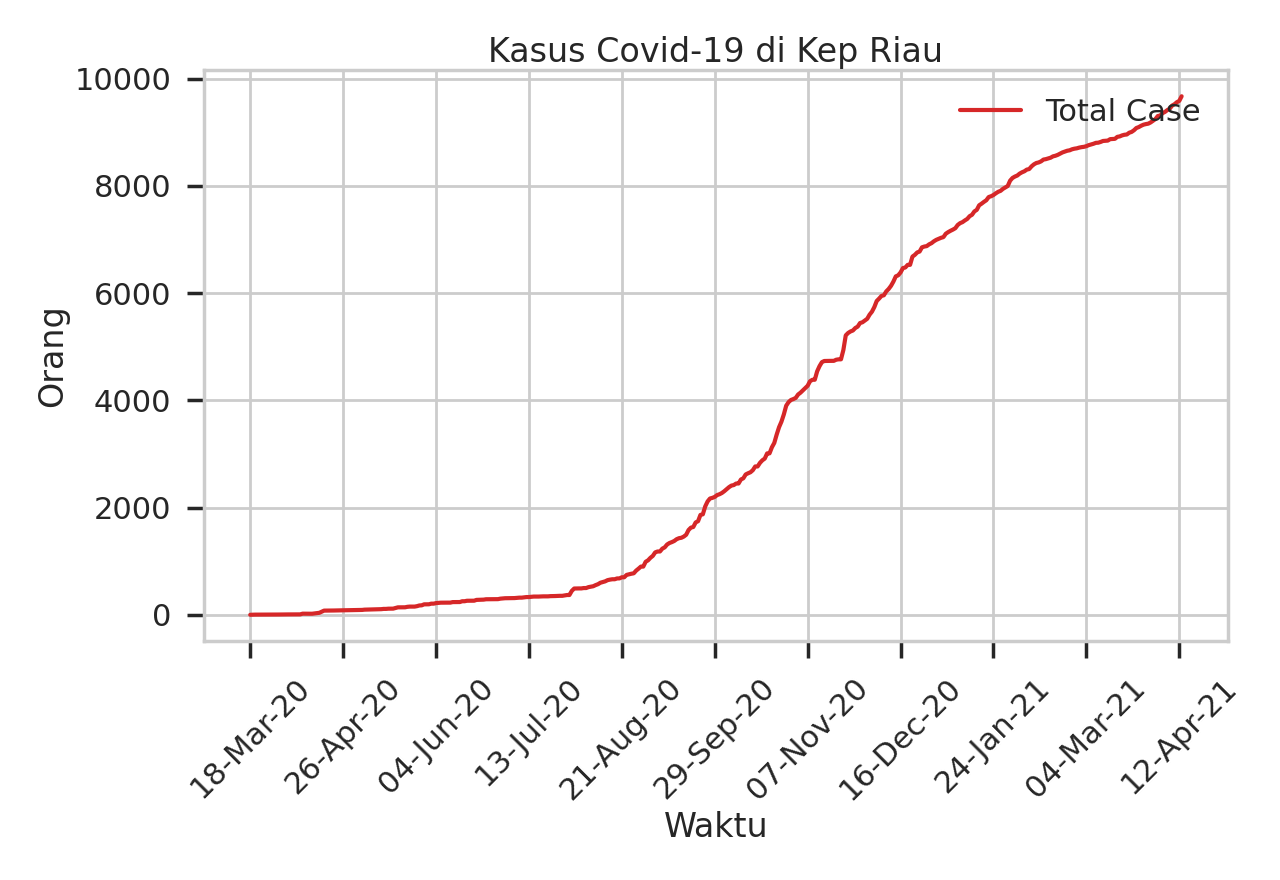 Kasus Covid-19 di Kep Riau
Total Case
10000
8000
6000
4000
2000
0
Orang
18-Mar-20
26-Apr-20
04-Jun-20
13-Jul-20
21-Aug-20
29-Sep-20
07-Nov-20
16-Dec-20
24-Jan-21
04-Mar-21
12-Apr-21
Waktu